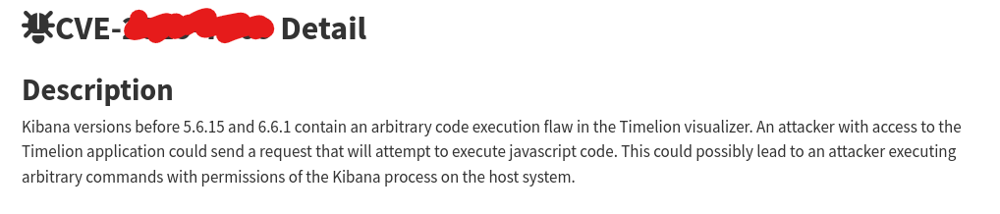 CVE- Detail
Description
Kibana versions before 5.6.15 and 6.6.1 contain an arbitrary code execution flaw in the Timelion visualizer. An attacker with access to the
Timelion application could send a request that will attempt to execute javascript code. This could possibly lead to an attacker executing
arbitrary commands with permissions of the Kibana process on the host system.